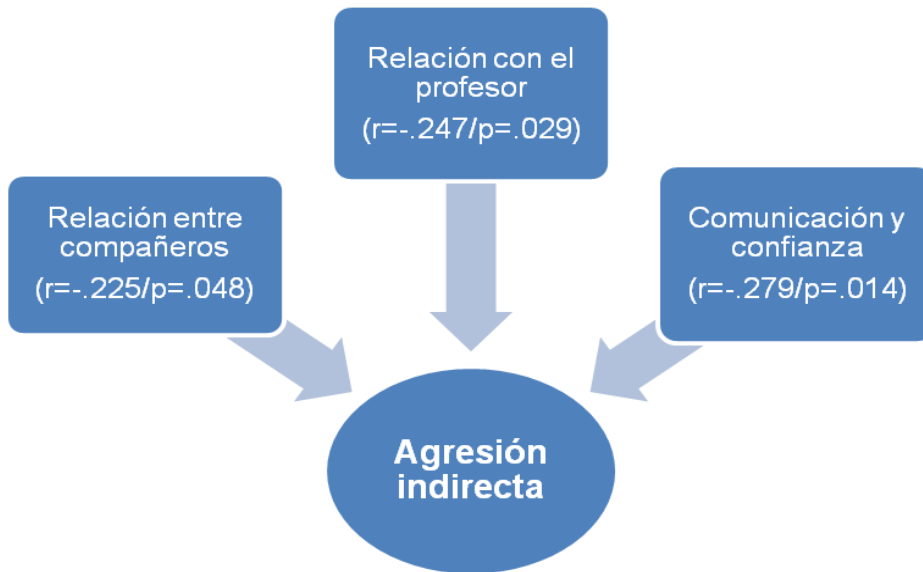 Relación con el
profesor
(r=-.247/p=.029)
Relación entre
compañeros
(r=-.225/p=.048)
Comunicación y
confianza
(r=-.279/p=.014)
Agresión
indirecta